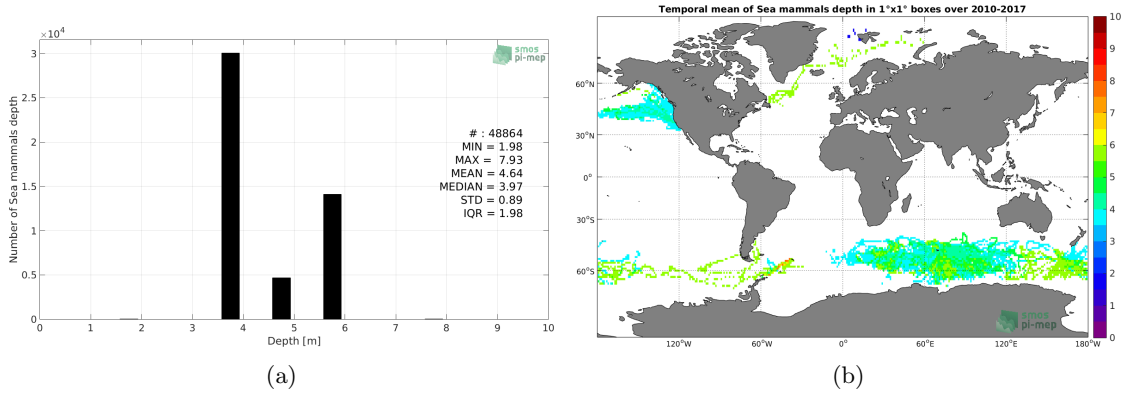 ×10⁴
3
2.5
2
1.5
1
0.5
0
Number of Sea mammals depth
smos
pi-mep
# : 48864
MIN = 1.98
MAX = 7.93
MEAN = 4.64
MEDIAN = 3.97
STD = 0.89
IQR = 1.98
0 1 2 3 4 5 6 7 8 9 10
Depth [m]
(a)
Temporal mean of Sea mammals depth in 1°x1° boxes over 2010-2017
60°N
30°N
0°
30°S
60°S
120°W 60°W 0° 60°E 120°E 180°W
smos
pi-mep
10
9
8
7
6
5
4
3
2
1
0
(b)